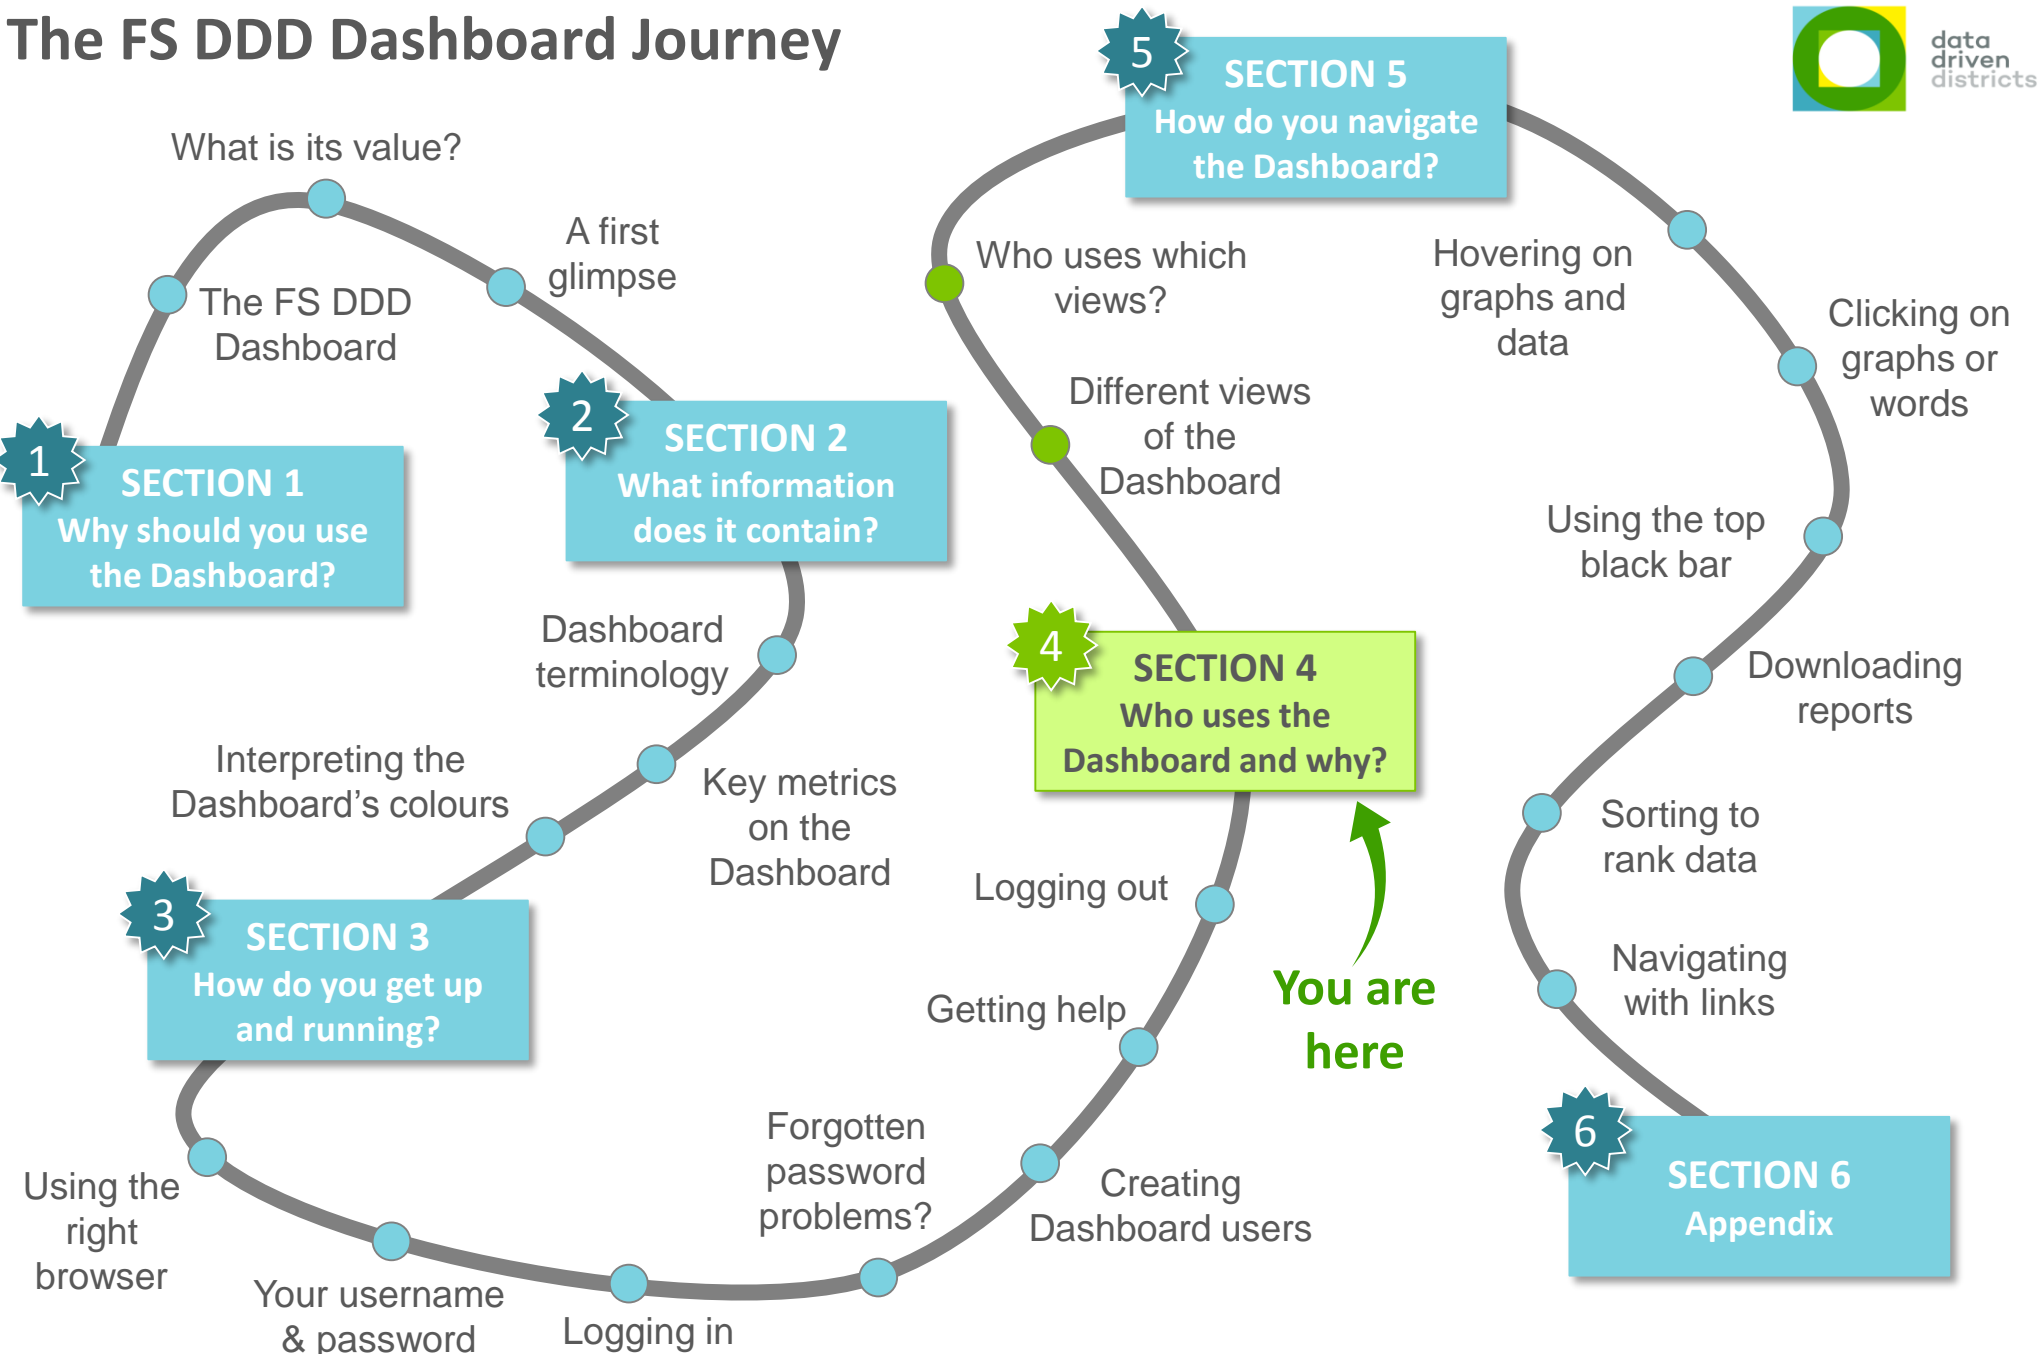 The FS DDD Dashboard Journey
data
driven
districts
1
SECTION 1
Why should you use
the Dashboard?
The FS DDD
Dashboard
What is its value?
A first
glimpse
2
SECTION 2
What information
does it contain?
Dashboard
terminology
Key metrics
on the
Dashboard
Interpreting the
Dashboard’s colours
3
SECTION 3
How do you get up
and running?
Using the
right
browser
Your username
& password
Logging in
Forgotten
password
problems?
Creating
Dashboard users
Getting help
Logging out
4
SECTION 4
Who uses the
Dashboard and why?
You are
here
Different views
of the
Dashboard
Who uses which
views?
5
SECTION 5
How do you navigate
the Dashboard?
Hovering on
graphs and
data
Clicking on
graphs or
words
Using the top
black bar
Downloading
reports
Sorting to
rank data
Navigating
with links
6
SECTION 6
Appendix